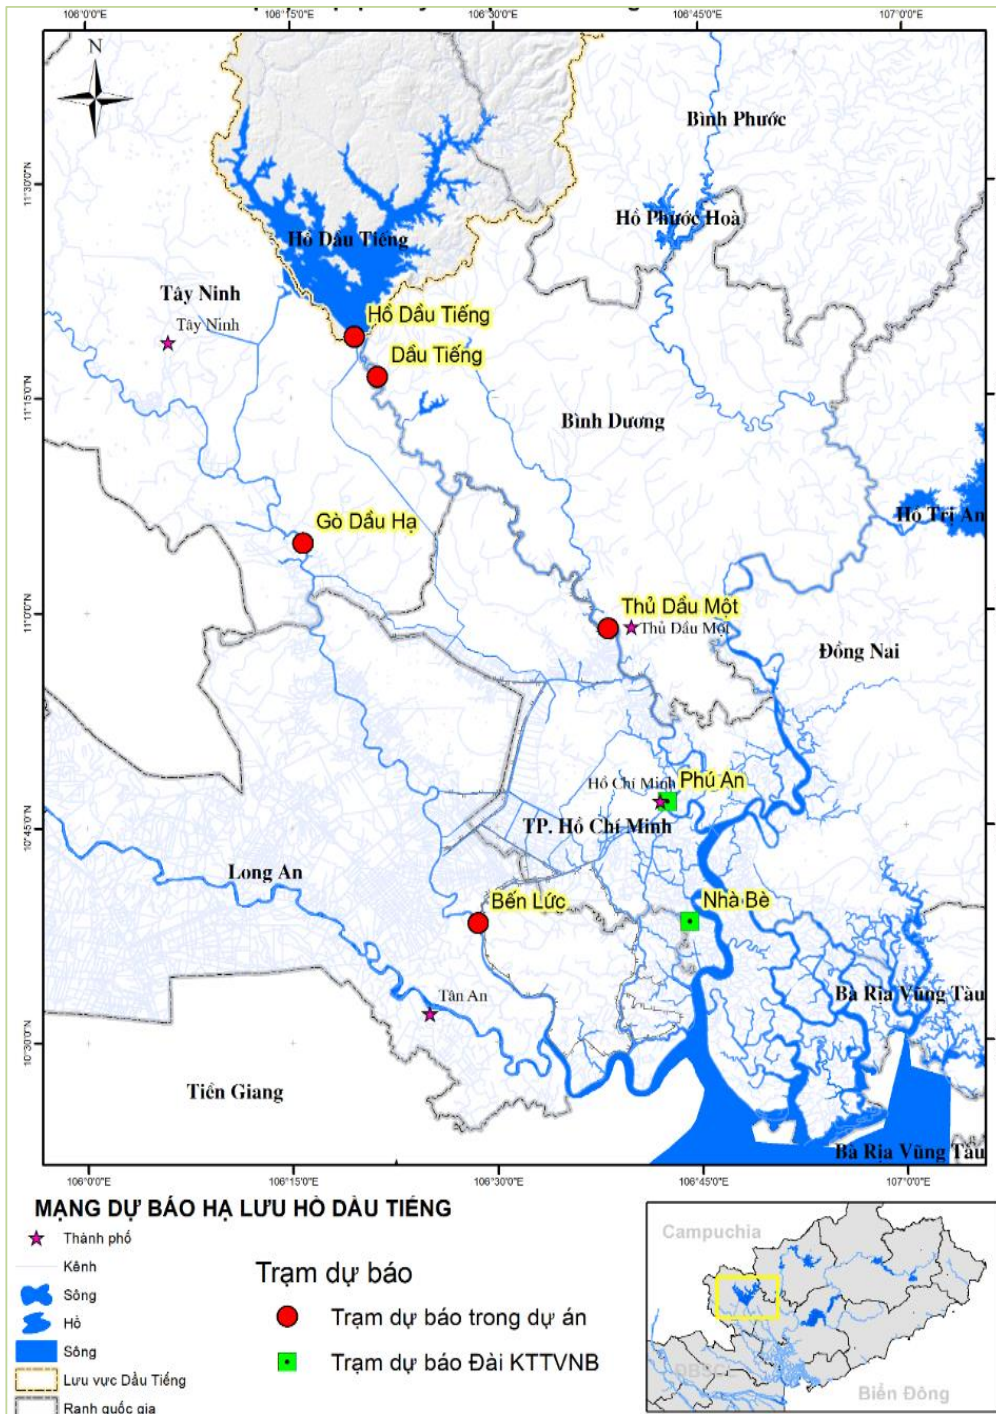 106°0'0"E 106°15'0"E 106°30'0"E 106°45'0"E 107°0'0"E
N
Bình Phước
11°30'0"N
Hồ Phước Hoà
Hồ Dầu Tiếng
Tây Ninh
Hồ Dầu Tiếng
Tây Ninh
Dầu Tiếng
11°15'0"N
Bình Dương
Hồ Trị An
Gò Dầu Hạ
Thủ Dầu Một
11°0'0"N
Thủ Dầu Một
Đồng Nai
Hồ Chí Minh
Phú An
TP. Hồ Chí Minh
10°45'0"N
Long An
Bến Lức
Nhà Bè
Tân An
Bà Rịa Vũng Tàu
10°30'0"N
Tiền Giang
Bà Rịa Vũng Tàu
106°0'0"E 106°15'0"E 106°30'0"E 106°45'0"E 107°0'0"E
MẠNG DỰ BÁO HẠ LƯU HỒ DẦU TIẾNG
Thành phố
Kênh
Sông
Hồ
Sông
Lưu vực Dầu Tiếng
Ranh quốc gia
Trạm dự báo
Trạm dự báo trong dự án
Trạm dự báo Đài KTTVNB
Campuchia
Biển Đông